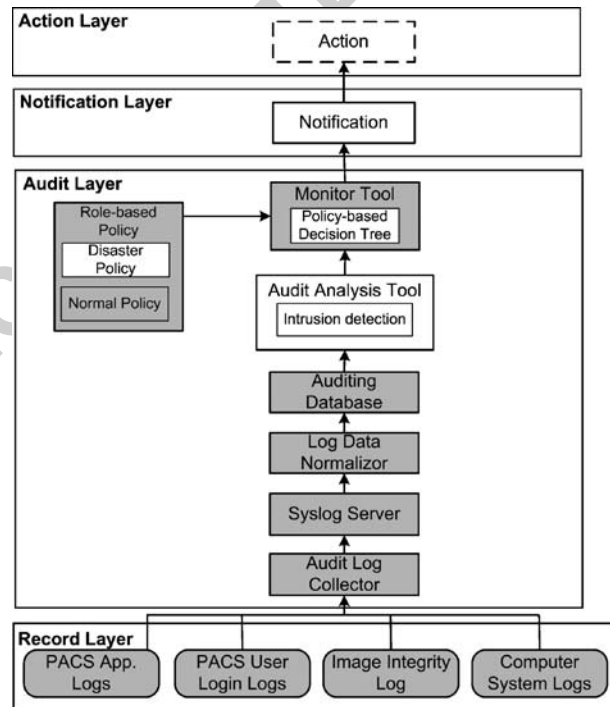 Action Layer
Action
Notification Layer
Notification
Audit Layer
Role-based
Policy
Disaster
Policy
Normal Policy
Monitor Tool
Policy-based
Decision Tree
Audit Analysis Tool
Intrusion detection
Auditing
Database
Log Data
Normalizor
Syslog Server
Audit Log
Collector
Record Layer
PACS App.
Logs
PACS User
Login Logs
Image Integrity
Log
Computer
System Logs